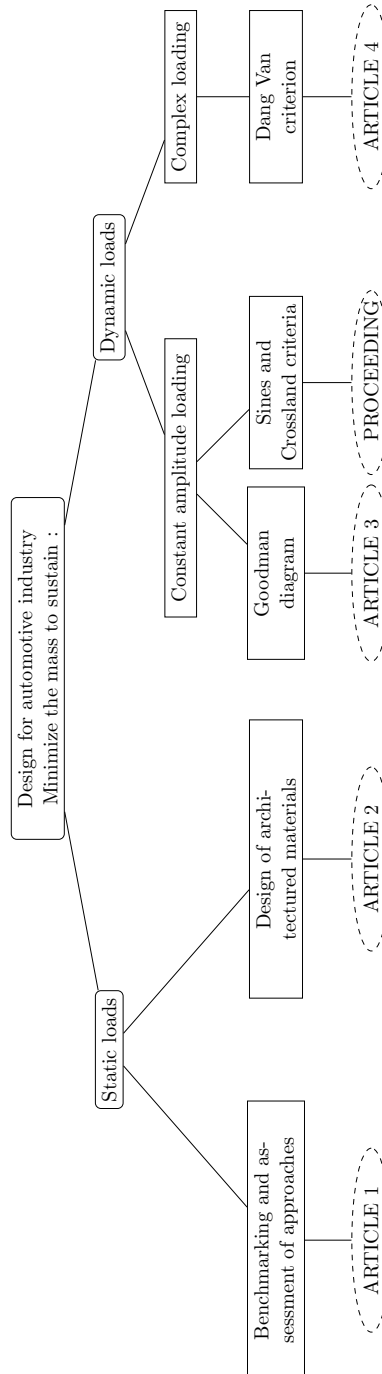 Design for automotive industry
Minimize the mass to sustain :
Static loads
Dynamic loads
Constant amplitude loading
Complex loading
Benchmarking and as-
sessment of approaches
Design of archi-
tectured materials
Goodman
diagram
Sines and
Crossland criteria
Dang Van
criterion
ARTICLE 1
ARTICLE 2
ARTICLE 3
PROCEEDING
ARTICLE 4